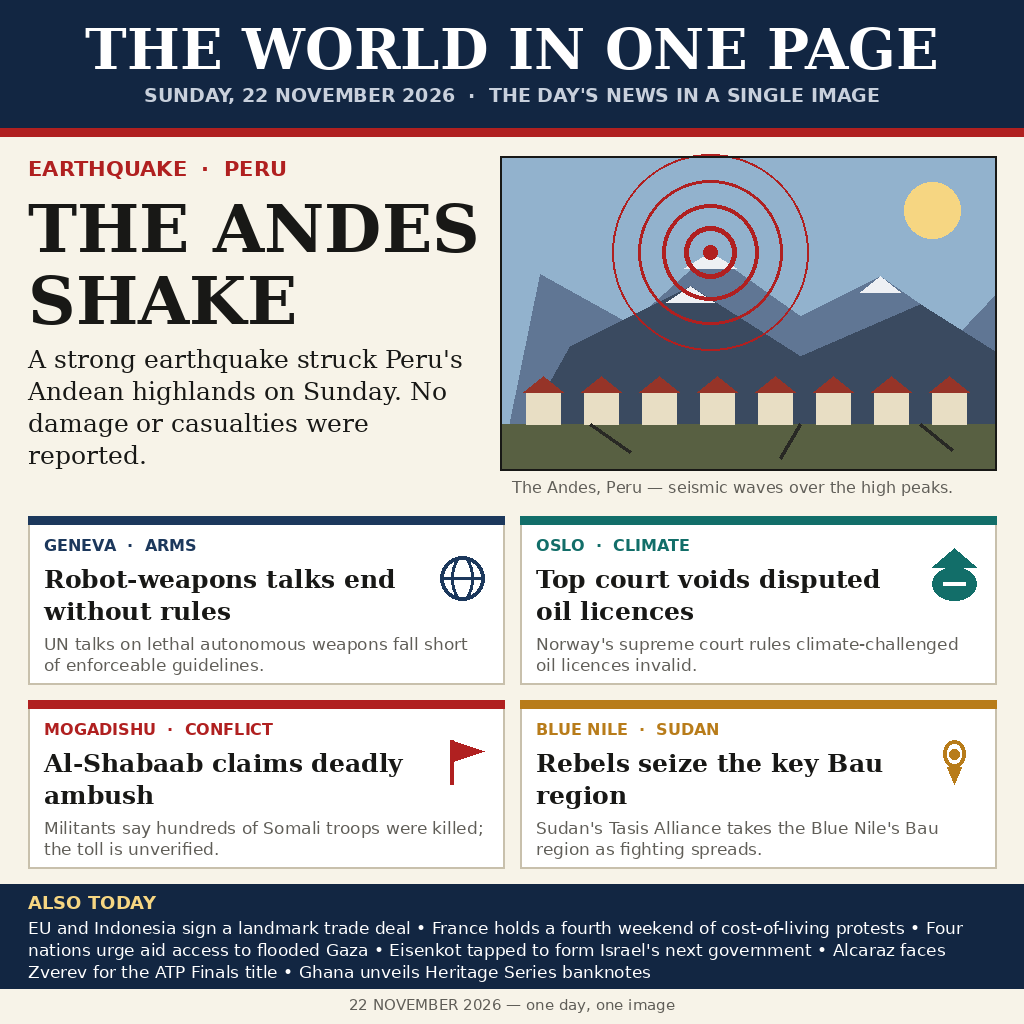 THE WORLD IN ONE PAGE
SUNDAY, 22 NOVEMBER 2026 · THE DAY'S NEWS IN A SINGLE IMAGE
EARTHQUAKE · PERU
THE ANDES
SHAKE
A strong earthquake struck Peru's
Andean highlands on Sunday. No
damage or casualties were
reported.
The Andes, Peru — seismic waves over the high peaks.
GENEVA · ARMS
Robot-weapons talks end
without rules
UN talks on lethal autonomous weapons fall short
of enforceable guidelines.
OSLO · CLIMATE
Top court voids disputed
oil licences
Norway's supreme court rules climate-challenged
oil licences invalid.
MOGADISHU · CONFLICT
Al-Shabaab claims deadly
ambush
Militants say hundreds of Somali troops were killed;
the toll is unverified.
BLUE NILE · SUDAN
Rebels seize the key Bau
region
Sudan's Tasis Alliance takes the Blue Nile's Bau
region as fighting spreads.
ALSO TODAY
EU and Indonesia sign a landmark trade deal • France holds a fourth weekend of cost-of-living protests • Four
nations urge aid access to flooded Gaza • Eisenkot tapped to form Israel's next government • Alcaraz faces
Zverev for the ATP Finals title • Ghana unveils Heritage Series banknotes
22 NOVEMBER 2026 — one day, one image